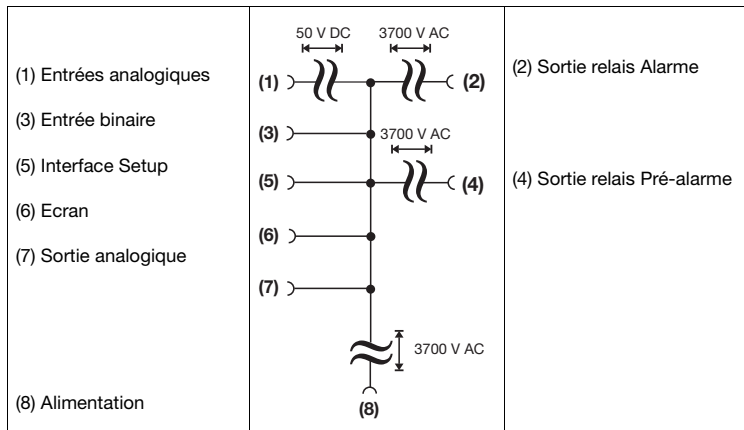 (1) Entrées analogiques
(3) Entrée binaire
(5) Interface Setup
(6) Ecran
(7) Sortie analogique
(8) Alimentation
50 V DC
3700 V AC
(1)
(2)
(3)
3700 V AC
(5)
(4)
(6)
(7)
3700 V AC
(8)
(2) Sortie relais Alarme
(4) Sortie relais Pré-alarme